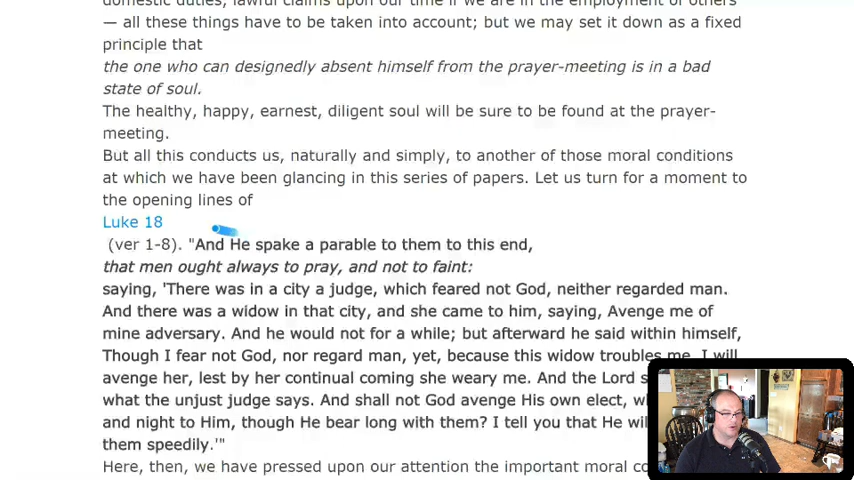 domestic duties, lawful claims upon our time if we are in the employment of others
— all these things have to be taken into account; but we may set it down as a fixed
principle that
the one who can designedly absent himself from the prayer-meeting is in a bad
state of soul.
The healthy, happy, earnest, diligent soul will be sure to be found at the prayer-
meeting.
But all this conducts us, naturally and simply, to another of those moral conditions
at which we have been glancing in this series of papers. Let us turn for a moment to
the opening lines of
Luke 18
(ver 1-8). "And He spake a parable to them to this end,
that men ought always to pray, and not to faint:
saying, 'There was in a city a judge, which feared not God, neither regarded man.
And there was a widow in that city, and she came to him, saying, Avenge me of
mine adversary. And he would not for a while; but afterward he said within himself,
Though I fear not God, nor regard man, yet, because this widow troubles me, I will
avenge her, lest by her continual coming she weary me. And the Lord
what the unjust judge says. And shall not God avenge His own elect,
and night to Him, though He bear long with them? I tell you that He
them speedily.'"
Here, then, we have pressed upon our attention the important moral